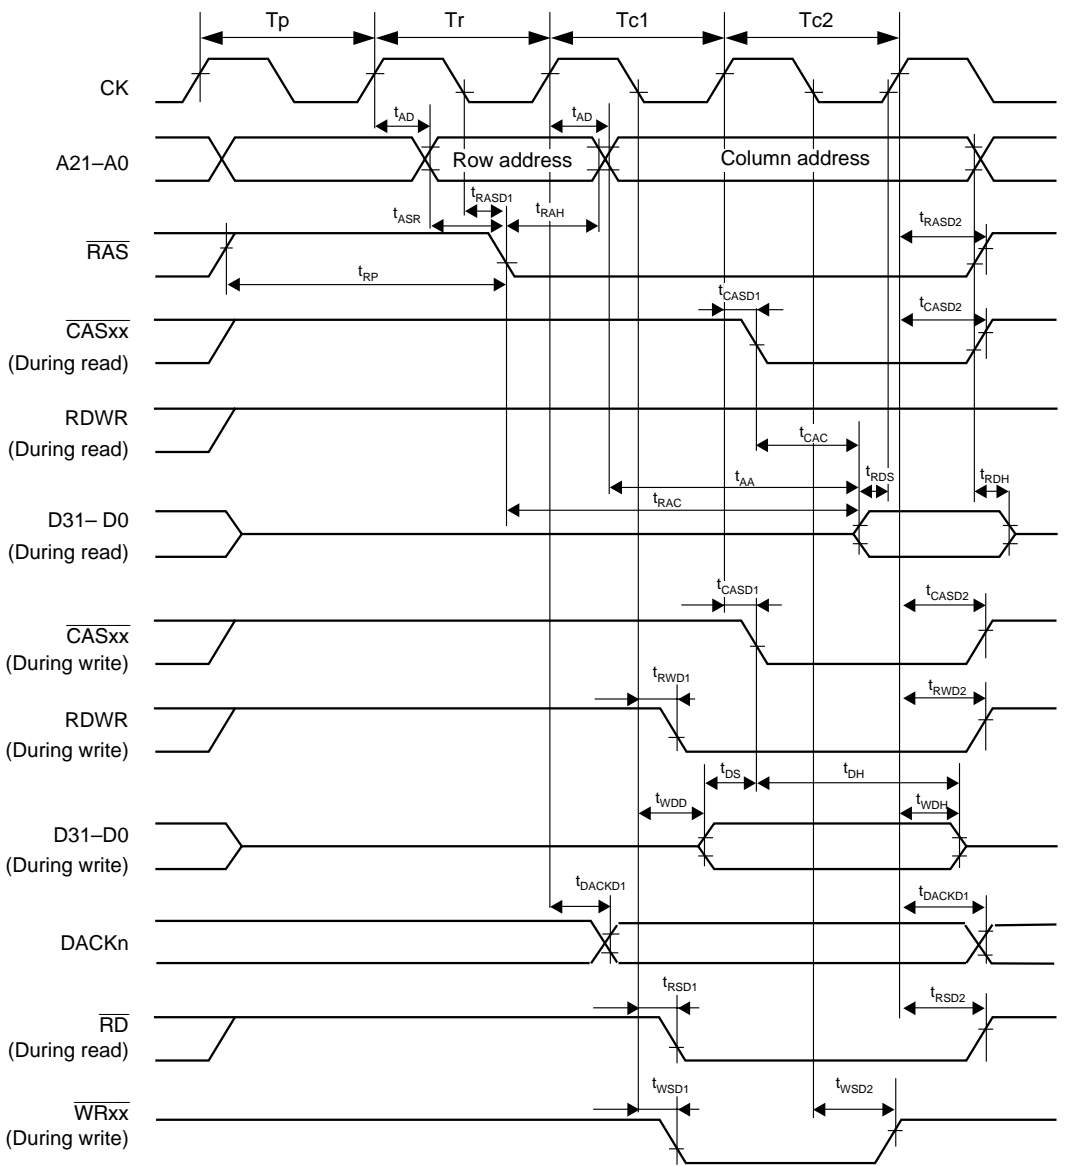 Tp Tr Tc1 Tc2
CK
tAD tAD
A21–A0 Row address Column address
tRASD1
tASR tRAH tRASD2
RAS
tRP
tCASD1 tCASD2
CASxx
(During read)
RDWR
(During read)
tCAC
tRDS tRDH
tAA
tRAC
D31– D0
(During read)
tCASD1 tCASD2
CASxx
(During write)
tRWD1 tRWD2
RDWR
(During write)
tDS tDH
tWDD tWDH
D31–D0
(During write)
tDACKD1 tDACKD1
DACKn
tRSD1 tRSD2
RD
(During read)
tWSD1 tWSD2
WRxx
(During write)